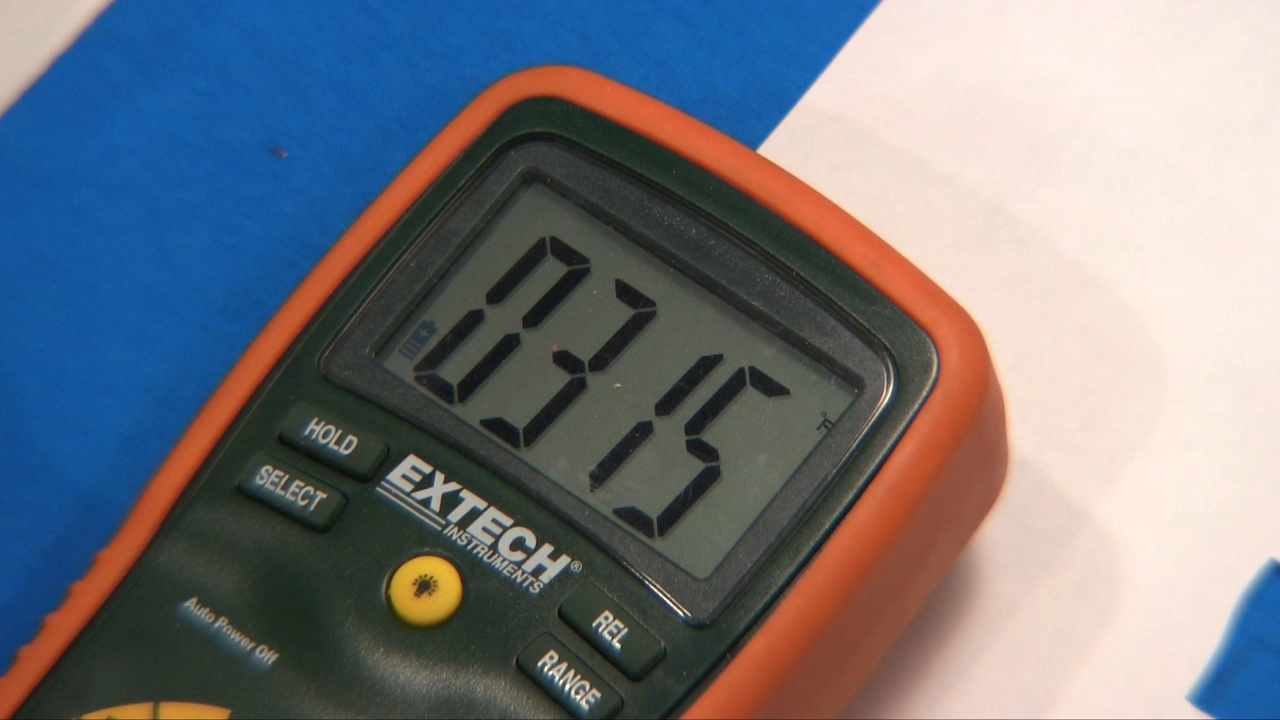 0315
°F
HOLD
SELECT
EXTECH®
INSTRUMENTS
REL
RANGE
Auto Power Off